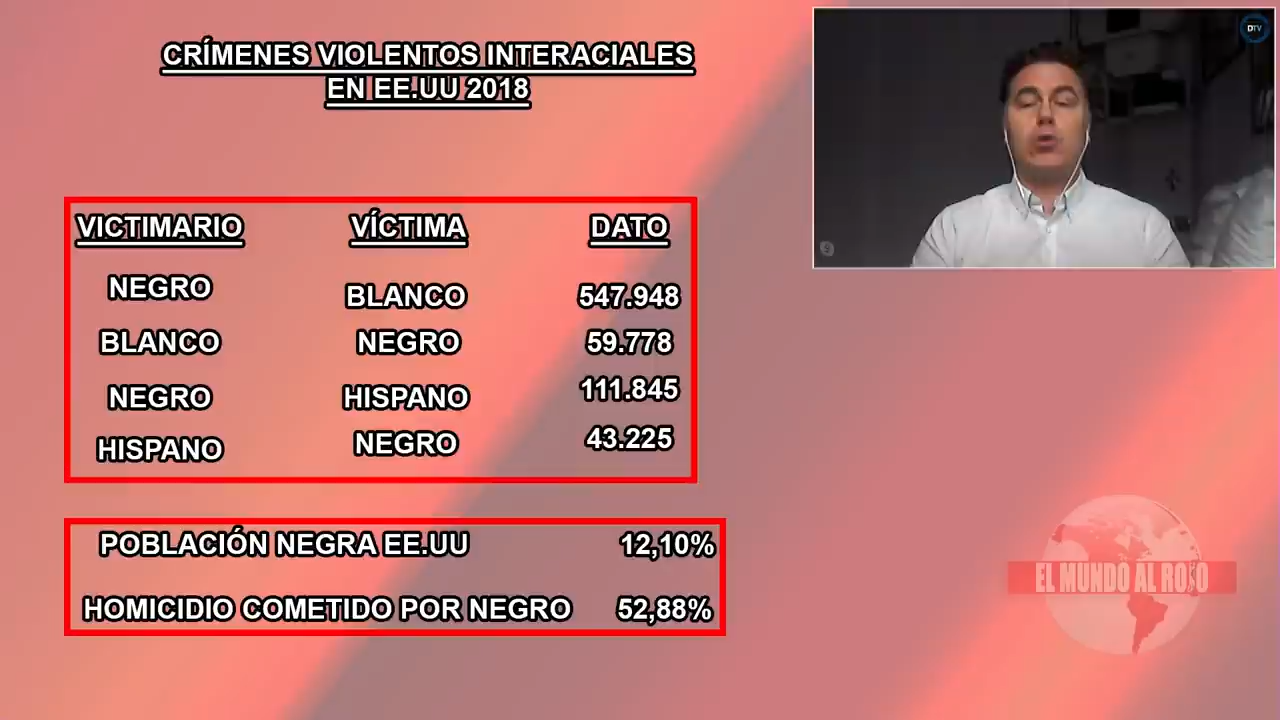 CRÍMENES VIOLENTOS INTERACIALES
EN EE.UU 2018
DTV
VICTIMARIO VÍCTIMA DATO
NEGRO BLANCO 547.948
BLANCO NEGRO 59.778
NEGRO HISPANO 111.845
HISPANO NEGRO 43.225
POBLACIÓN NEGRA EE.UU 12,10%
HOMICIDIO COMETIDO POR NEGRO 52,88%
EL MUNDO AL ROJO